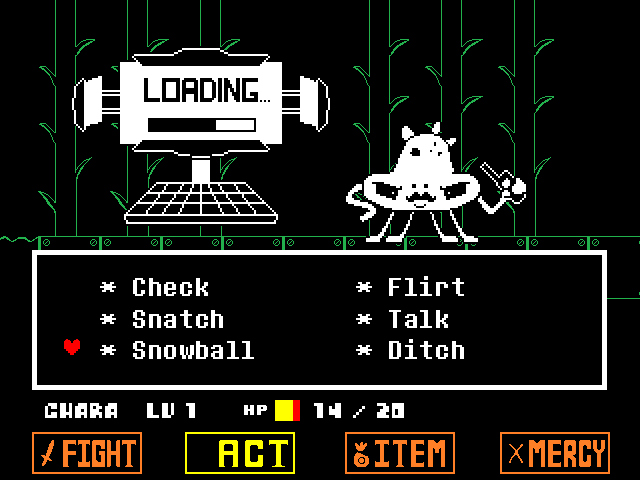 LOADING...
* Check * Flirt
* Snatch * Talk
* Snowball * Ditch
CHARA LV 1 HP 14 / 20
FIGHT ACT ITEM MERCY